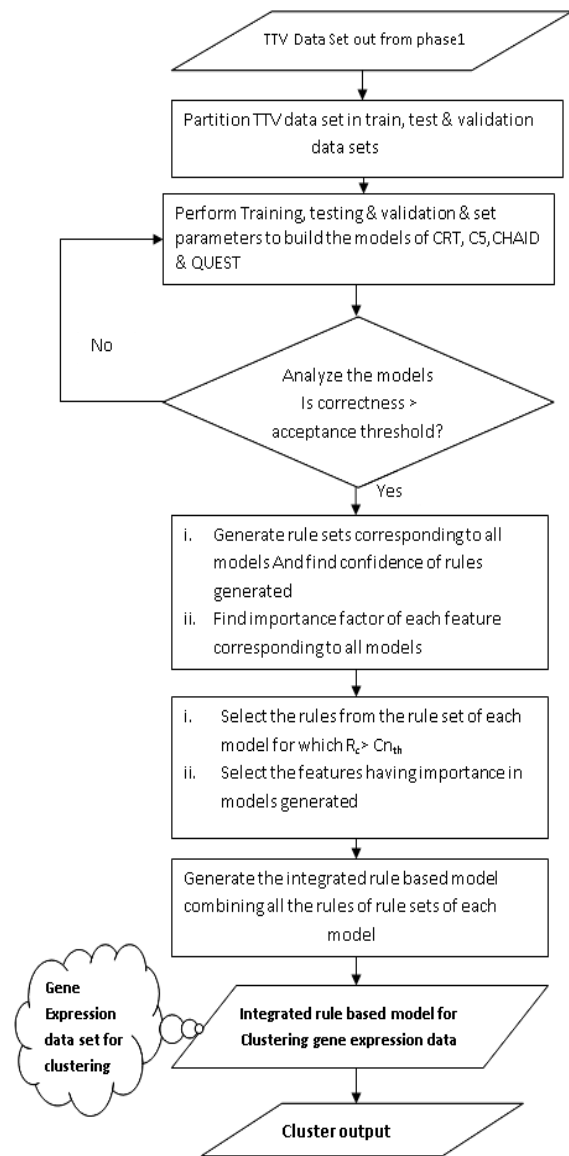 TTV Data Set out from phase1
Partition TTV data set in train, test & validation
data sets
Perform Training, testing & validation & set
parameters to build the models of CRT, C5,CHAID
& QUEST
No
Analyze the models
Is correctness >
acceptance threshold?
Yes
i. Generate rule sets corresponding to all
models And find confidence of rules
generated
ii. Find importance factor of each feature
corresponding to all models
i. Select the rules from the rule set of each
model for which Rc> Cnth
ii. Select the features having importance in
models generated
Generate the integrated rule based model
combining all the rules of rule sets of each
model
Gene
Expression
data set for
clustering
Integrated rule based model for
Clustering gene expression data
Cluster output